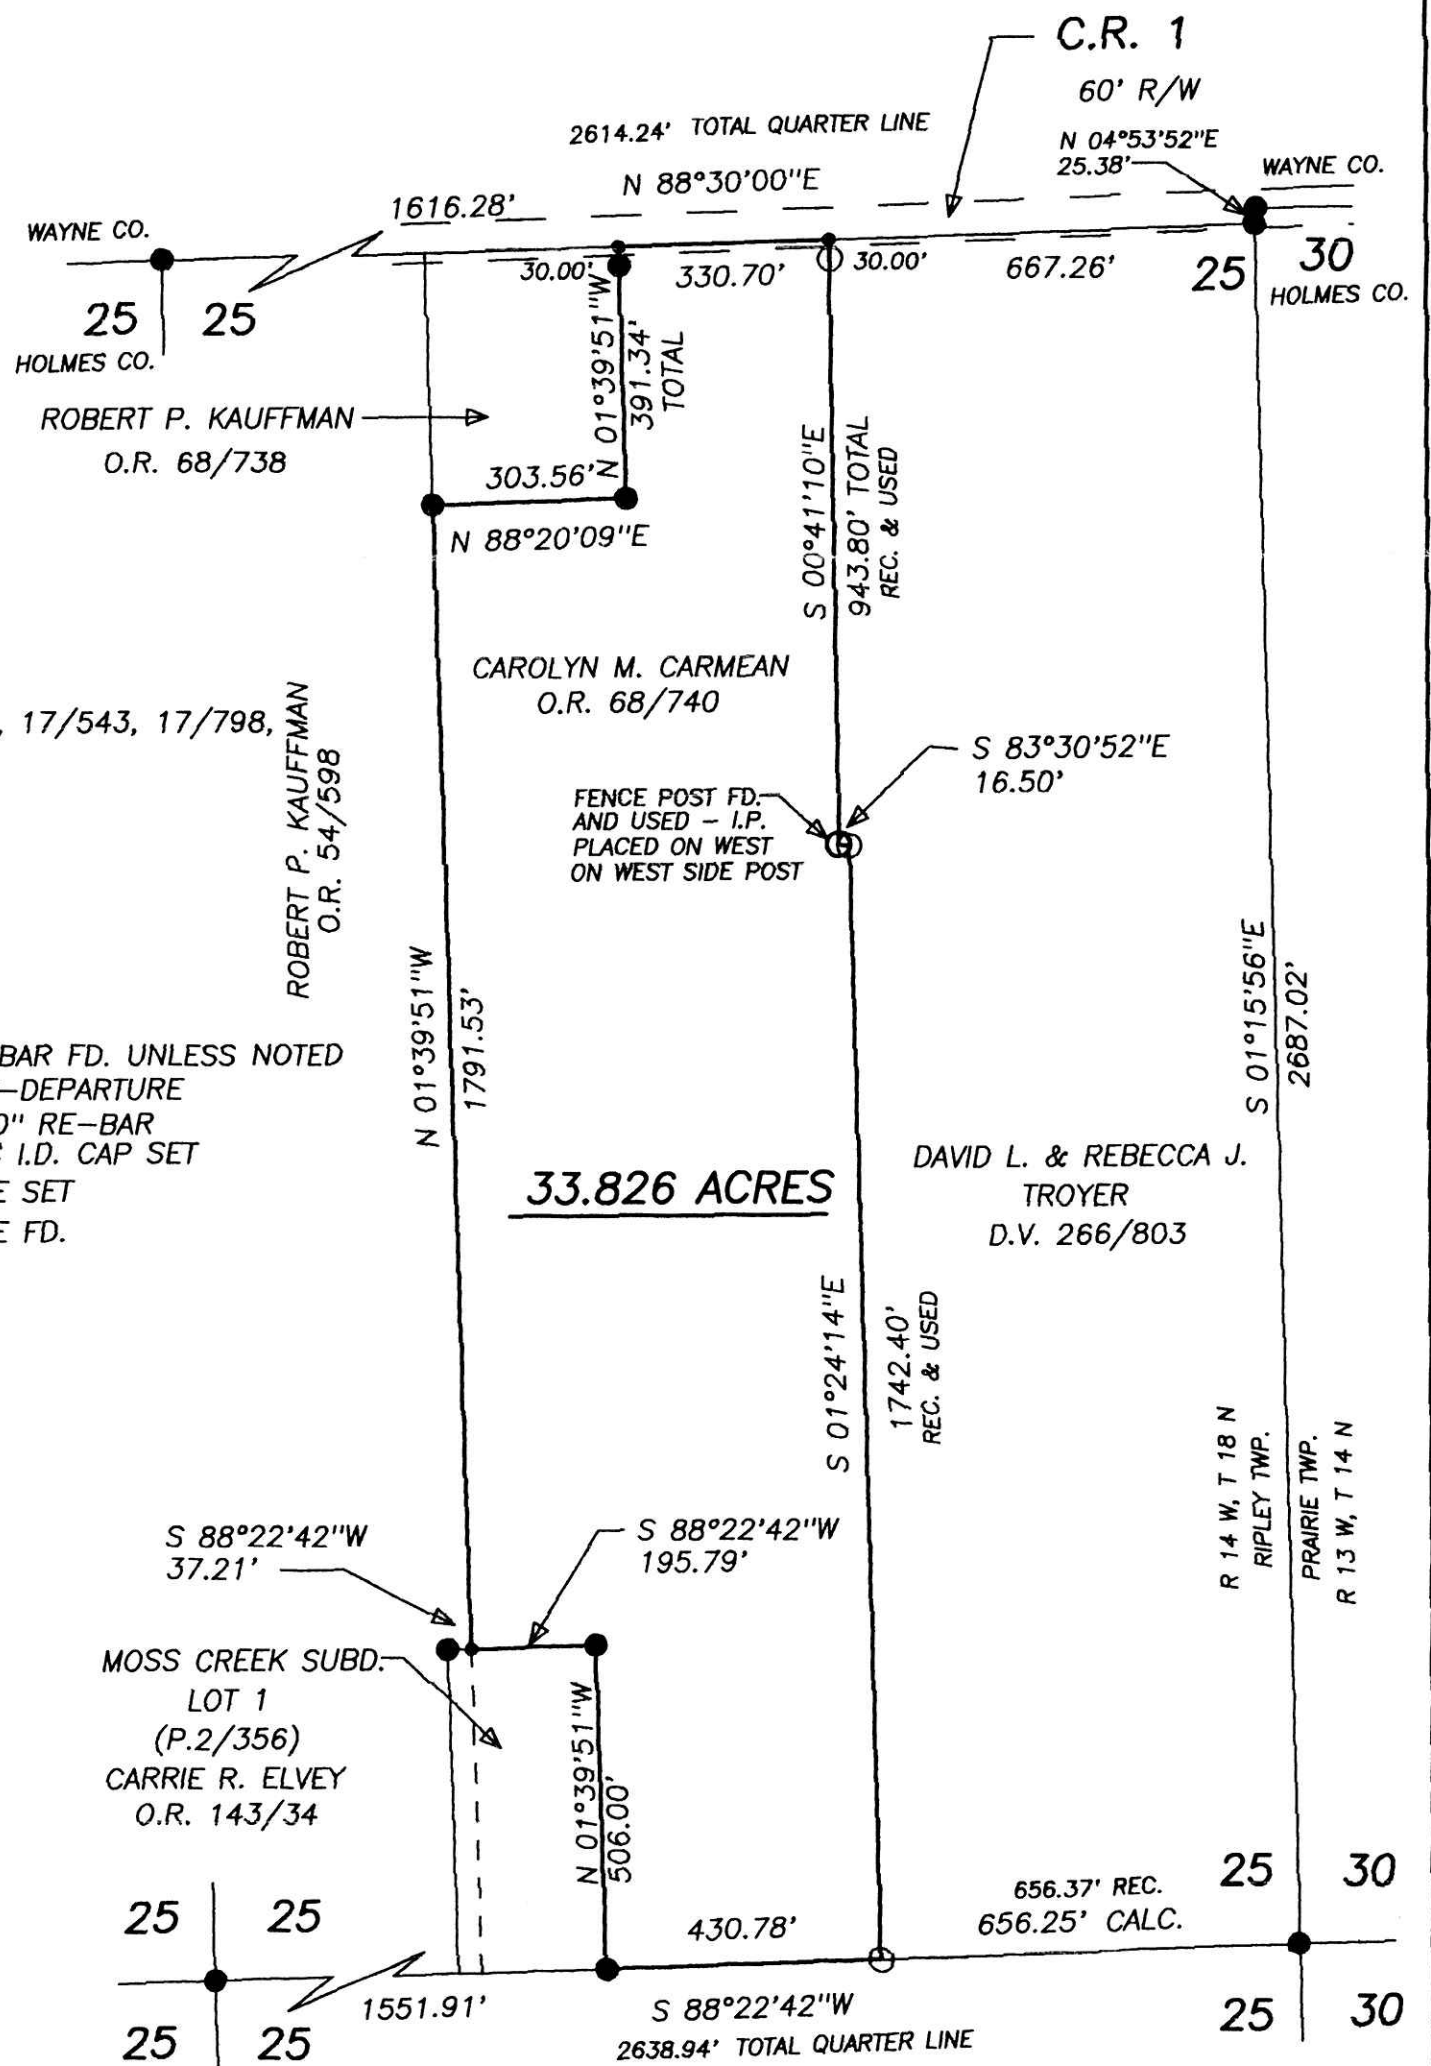 C.R. 1
60' R/W
2614.24' TOTAL QUARTER LINE
N 04°53'52"E
25.38'
WAYNE CO.
N 88°30'00"E
1616.28'
WAYNE CO.
30.00'
330.70'
30.00'
667.26'
25
30
HOLMES CO.
25
25
HOLMES CO.
N 01°39'51"W
391.34'
TOTAL
ROBERT P. KAUFFMAN
O.R. 68/738
303.56'
N 88°20'09"E
S 00°41'10"E
943.80' TOTAL
REC. & USED
CAROLYN M. CARMEAN
O.R. 68/740
, 17/543, 17/798,
ROBERT P. KAUFFMAN
O.R. 54/598
S 83°30'52"E
16.50'
FENCE POST FD.
AND USED – I.P.
PLACED ON WEST
ON WEST SIDE POST
N 01°39'51"W
1791.53'
S 01°15'56"E
2687.02'
BAR FD. UNLESS NOTED
–DEPARTURE
0" RE–BAR
I.D. CAP SET
E SET
E FD.
33.826 ACRES
DAVID L. & REBECCA J.
TROYER
D.V. 266/803
S 01°24'14"E
1742.40'
REC. & USED
R 14 W, T 18 N
RIPLEY TWP.
PRAIRIE TWP.
R 13 W, T 14 N
S 88°22'42"W
37.21'
S 88°22'42"W
195.79'
MOSS CREEK SUBD.
LOT 1
(P.2/356)
CARRIE R. ELVEY
O.R. 143/34
N 01°39'51"W
506.00'
25
30
656.37' REC.
656.25' CALC.
25
25
430.78'
1551.91'
S 88°22'42"W
2638.94' TOTAL QUARTER LINE
25
30
25
25